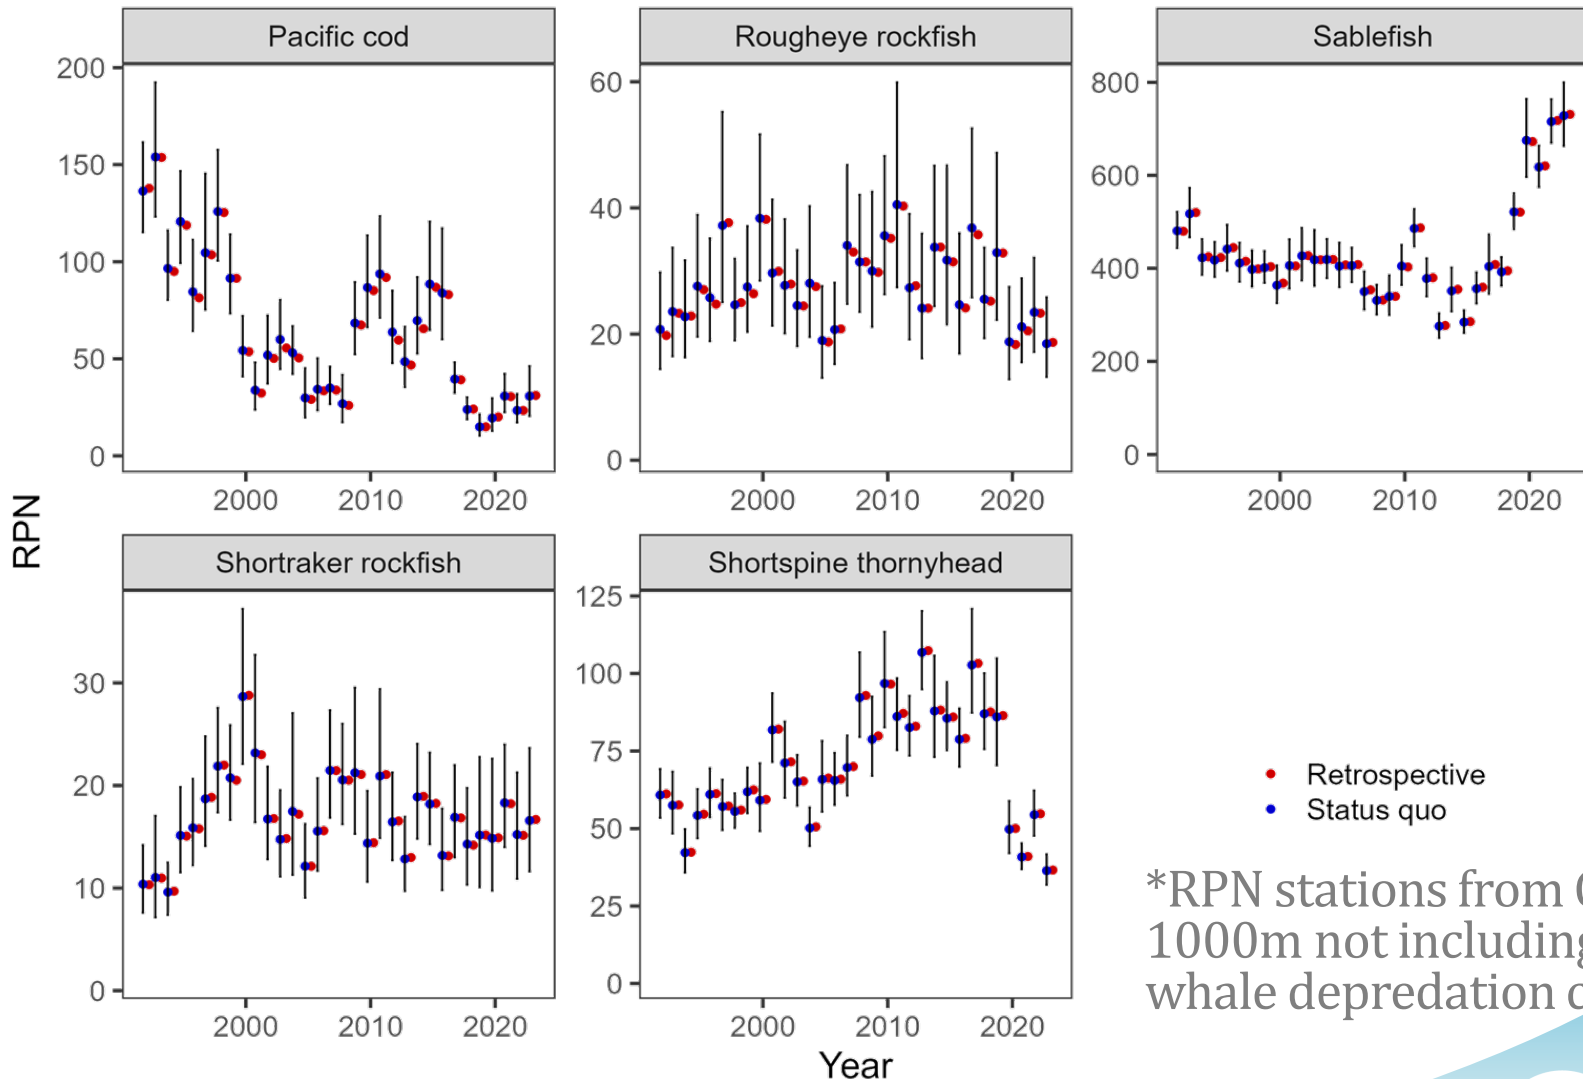 Pacific cod
Rougheye rockfish
Sablefish
200
150
100
50
0
60
40
20
0
800
600
400
200
0
2000 2010 2020
2000 2010 2020
2000 2010 2020
RPN
Shortraker rockfish
Shortspine thornyhead
30
20
10
0
125
100
75
50
25
0
2000 2010 2020
2000 2010 2020
Year
Retrospective
Status quo
*RPN stations from
1000m not including
whale depredation